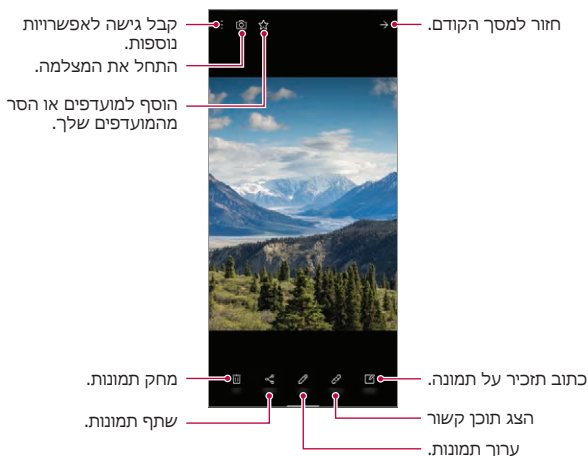 חזור למסך הקודם.
קבל גישה לאפשרויות
נוספות.
התחל את המצלמה.
הוסף למועדפים או הסר
מהמועדפים שלך.
כתוב תזכיר על תמונה.
הצג תוכן קשור
ערוך תמונות.
שתף תמונות.
מחק תמונות.